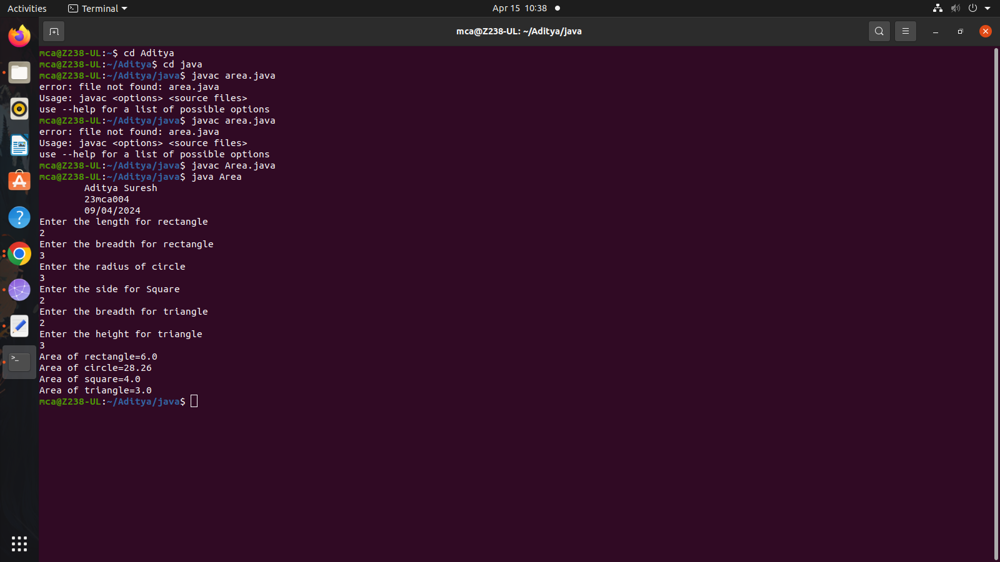 Activities Terminal Apr 15 10:38
mca@Z238-UL: ~/Aditya/java
mca@Z238-UL:~$ cd Aditya
mca@Z238-UL:~/Aditya$ cd java
mca@Z238-UL:~/Aditya/java$ javac area.java
error: file not found: area.java
Usage: javac <options> <source files>
use --help for a list of possible options
mca@Z238-UL:~/Aditya/java$ javac area.java
error: file not found: area.java
Usage: javac <options> <source files>
use --help for a list of possible options
mca@Z238-UL:~/Aditya/java$ javac Area.java
mca@Z238-UL:~/Aditya/java$ java Area
Aditya Suresh
23mca004
09/04/2024
Enter the length for rectangle
2
Enter the breadth for rectangle
3
Enter the radius of circle
3
Enter the side for Square
2
Enter the breadth for triangle
2
Enter the height for triangle
3
Area of rectangle=6.0
Area of circle=28.26
Area of square=4.0
Area of triangle=3.0
mca@Z238-UL:~/Aditya/java$